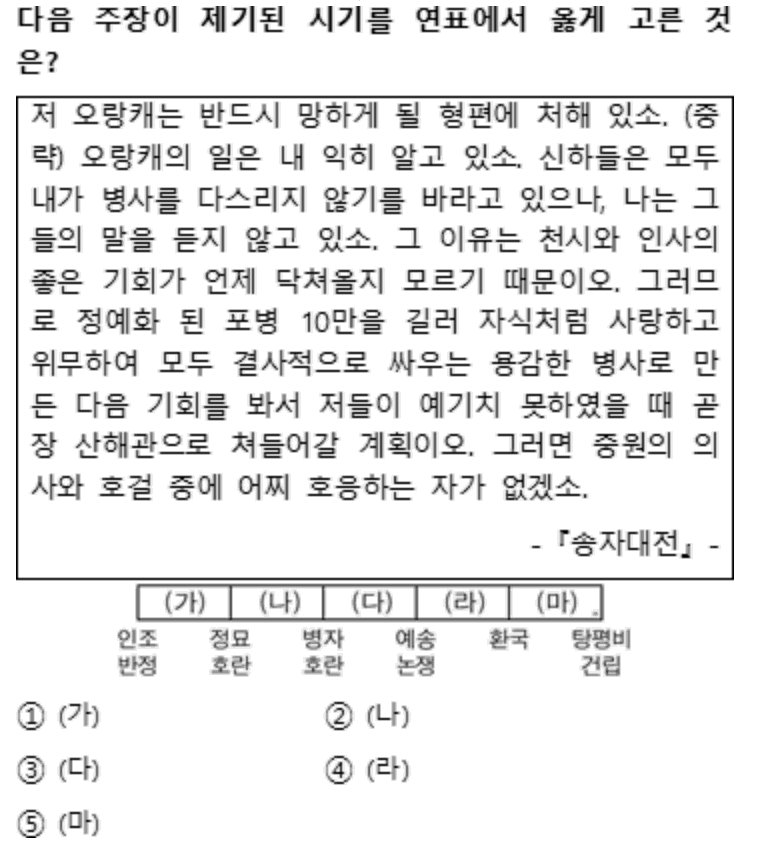 다음 주장이 제기된 시기를 연표에서 옳게 고른 것
은?
저 오랑캐는 반드시 망하게 될 형편에 처해 있소. (중
략) 오랑캐의 일은 내 익히 알고 있소. 신하들은 모두
내가 병사를 다스리지 않기를 바라고 있으나, 나는 그
들의 말을 듣지 않고 있소. 그 이유는 천시와 인사의
좋은 기회가 언제 닥쳐올지 모르기 때문이오. 그러므
로 정예화 된 포병 10만을 길러 자식처럼 사랑하고
위무하여 모두 결사적으로 싸우는 용감한 병사로 만
든 다음 기회를 봐서 저들이 예기치 못하였을 때 곧
장 산해관으로 쳐들어갈 계획이오. 그러면 중원의 의
사와 호걸 중에 어찌 호응하는 자가 없겠소.
-『송자대전』-
(가) (나) (다) (라) (마)
인조 정묘 병자 예송 환국 탕평비
반정 호란 호란 논쟁 건립
① (가) ② (나)
③ (다) ④ (라)
⑤ (마)